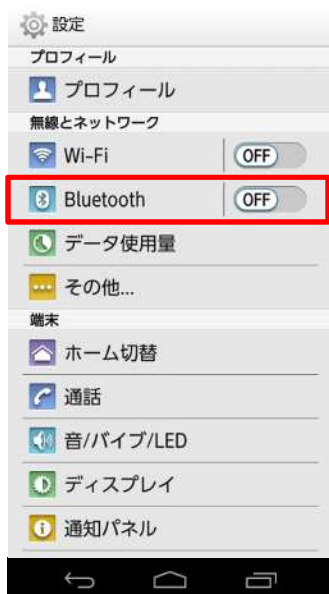 設定
プロフィール
プロフィール
無線とネットワーク
Wi-Fi OFF
Bluetooth OFF
データ使用量
その他...
端末
ホーム切替
通話
音/バイブ/LED
ディスプレイ
通知パネル